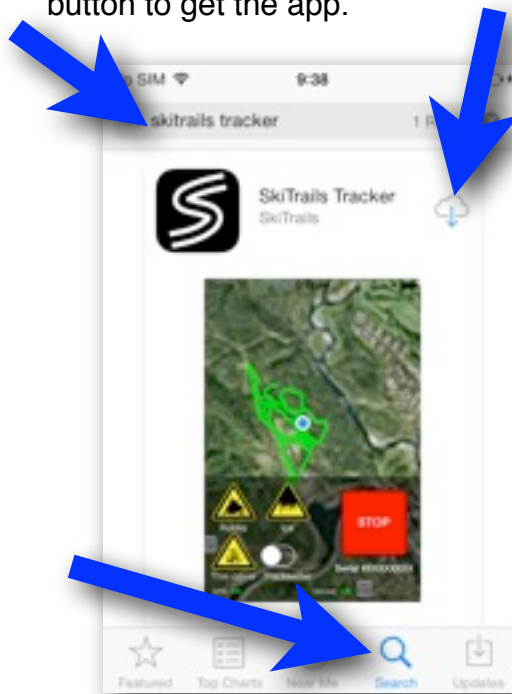 button to get the app.
SIM 9:38
skitrails tracker 1
SkiTrails Tracker
SkiTrails
STOP
Featured Top Charts Near Me Search Updates